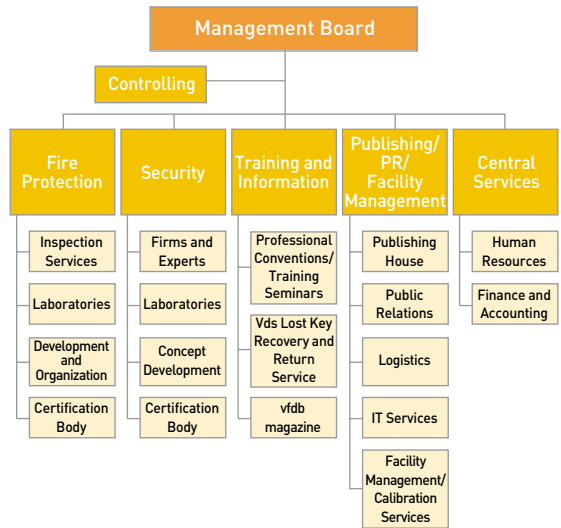 Management Board
Controlling
Fire
Protection
Security
Training and
Information
Publishing/
PR/
Facility
Management
Central
Services
Inspection
Services
Laboratories
Development
and
Organization
Certification
Body
Firms and
Experts
Laboratories
Concept
Development
Certification
Body
Professional
Conventions/
Training
Seminars
Vds Lost Key
Recovery and
Return
Service
vfdb
magazine
Publishing
House
Public
Relations
Logistics
IT Services
Facility
Management/
Calibration
Services
Human
Resources
Finance and
Accounting